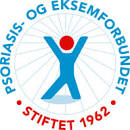 PSORIASIS- OG EKSEMFORBUNDET
• STIFTET 1962 •